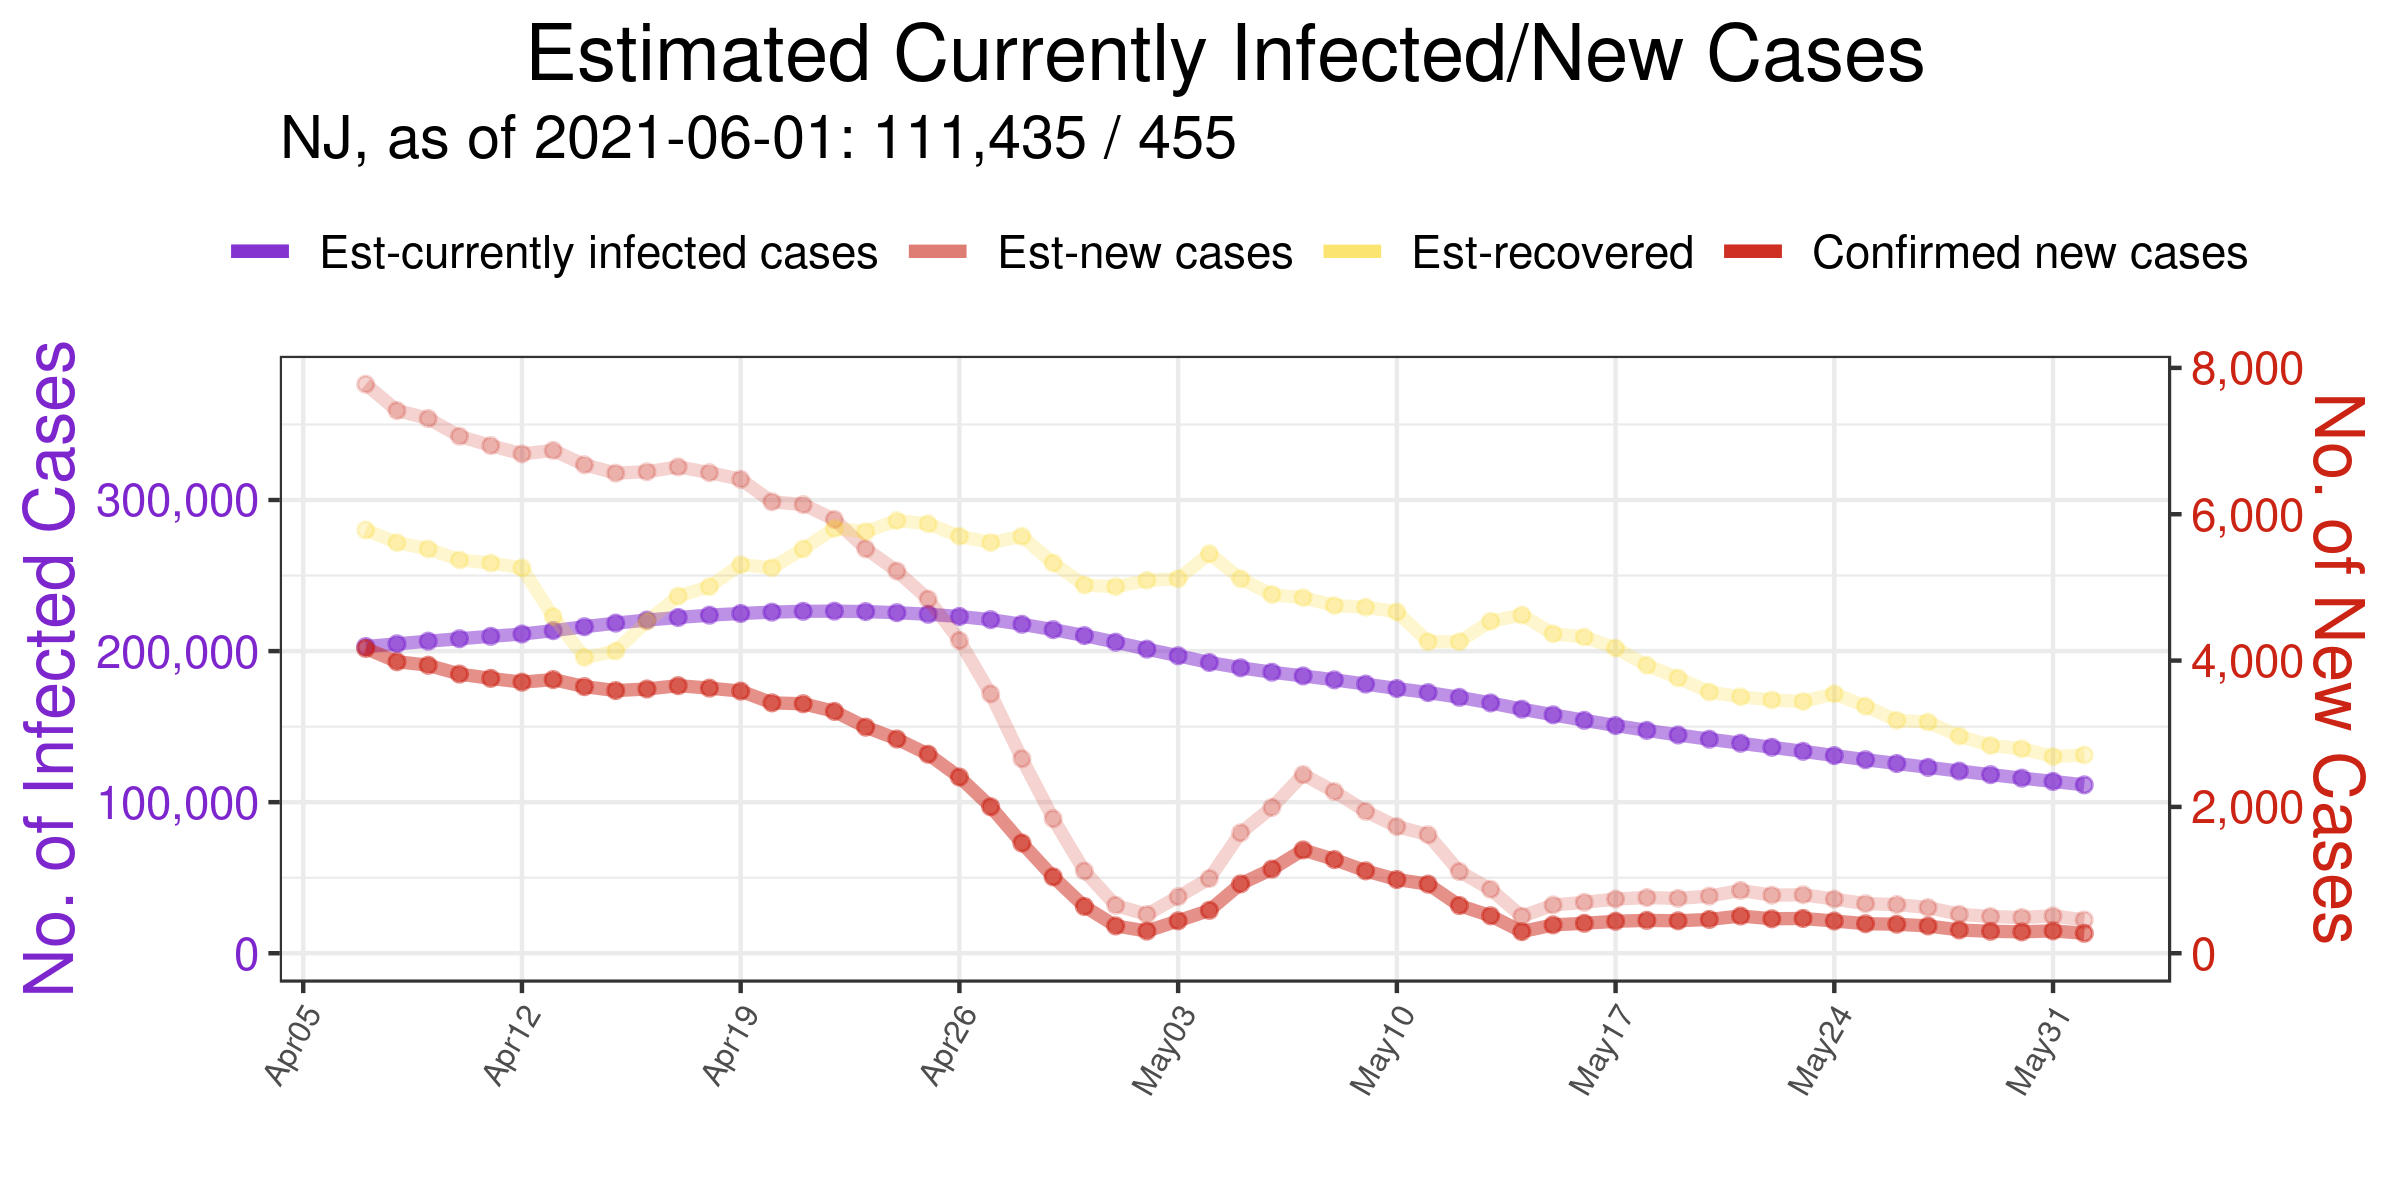 Estimated Currently Infected/New Cases
NJ, as of 2021-06-01: 111,435 / 455
Est-currently infected cases Est-new cases Est-recovered Confirmed new cases
No. of Infected Cases
300,000
200,000
100,000
0
8,000
6,000
4,000
2,000
0
No. of New Cases
Apr05 Apr12 Apr19 Apr26 May03 May10 May17 May24 May31